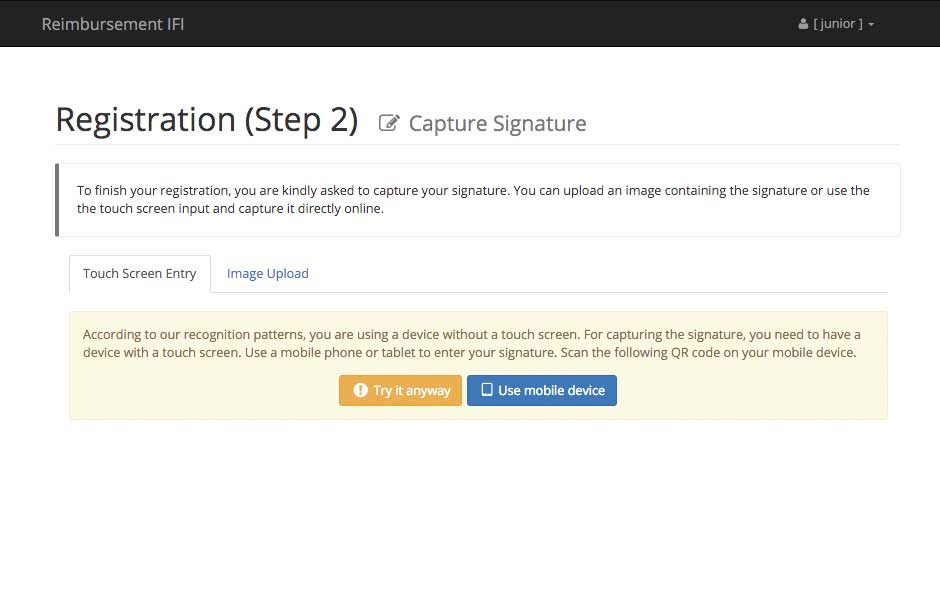 Reimbursement IFI
[ junior ]
Registration (Step 2) Capture Signature
To finish your registration, you are kindly asked to capture your signature. You can upload an image containing the signature or use the
the touch screen input and capture it directly online.
Touch Screen Entry
Image Upload
According to our recognition patterns, you are using a device without a touch screen. For capturing the signature, you need to have a
device with a touch screen. Use a mobile phone or tablet to enter your signature. Scan the following QR code on your mobile device.
Try it anyway
Use mobile device